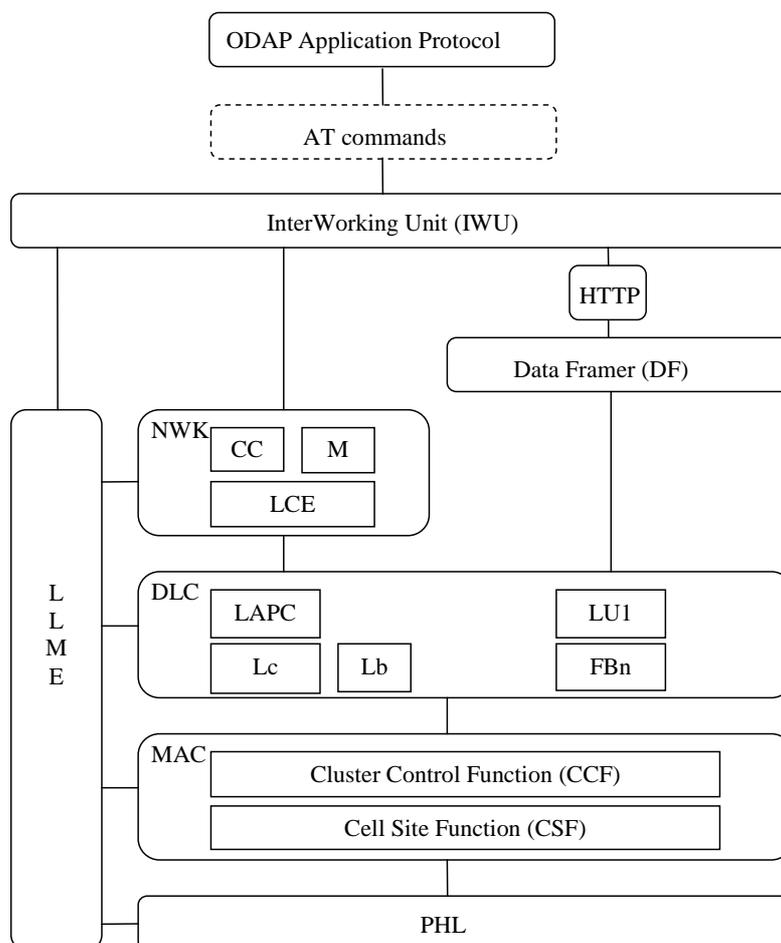 ODAP Application Protocol
AT commands
InterWorking Unit (IWU)
HTTP
Data Framer (DF)
NWK
CC
M
LCE
L
L
M
E
DLC
LAPC
LU1
Lc
Lb
FBn
MAC
Cluster Control Function (CCF)
Cell Site Function (CSF)
PHL